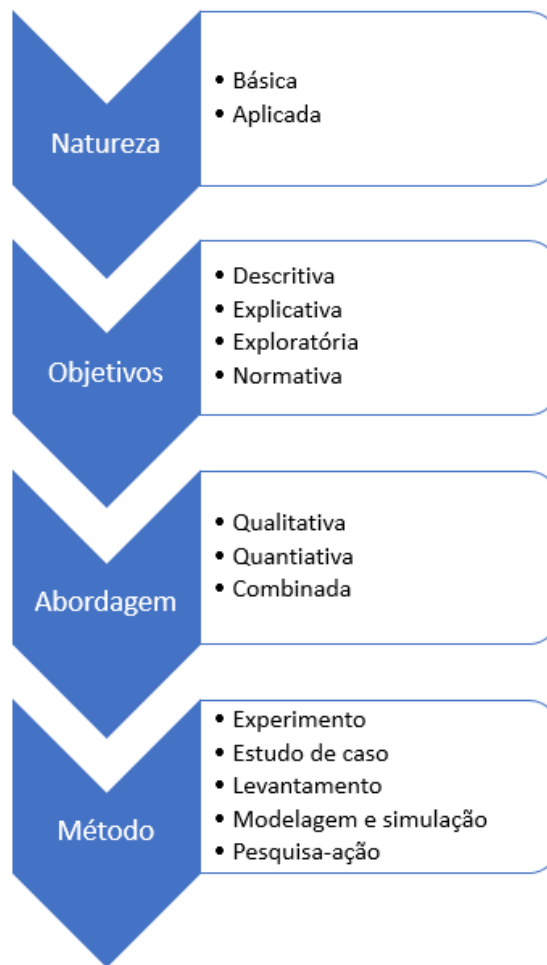 Natureza
• Básica
• Aplicada
Objetivos
• Descritiva
• Explicativa
• Exploratória
• Normativa
Abordagem
• Qualitativa
• Quantiativa
• Combinada
Método
• Experimento
• Estudo de caso
• Levantamento
• Modelagem e simulação
• Pesquisa-ação